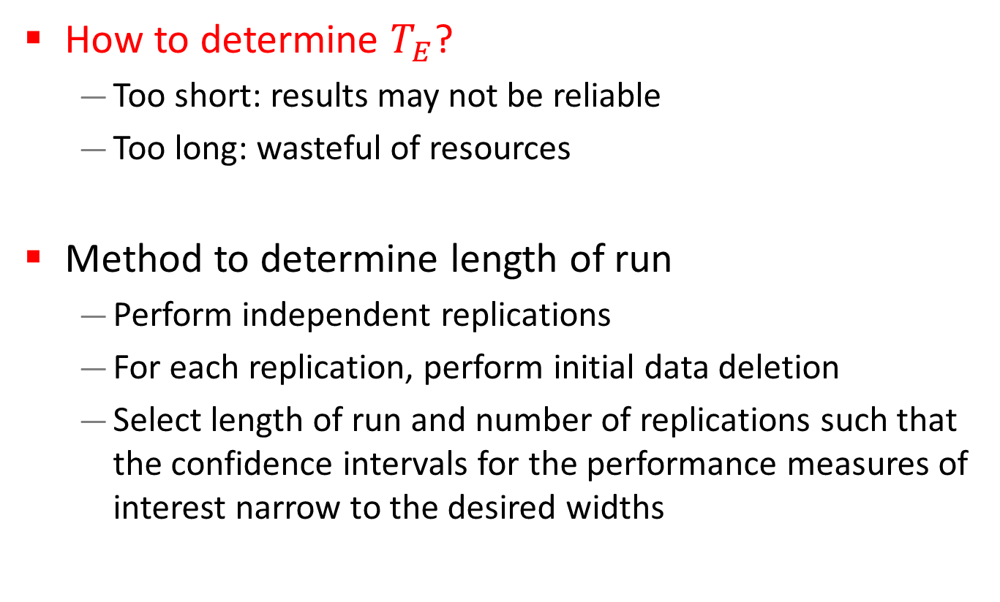 ▪ How to determine $T_E$?
— Too short: results may not be reliable
— Too long: wasteful of resources
▪ Method to determine length of run
— Perform independent replications
— For each replication, perform initial data deletion
— Select length of run and number of replications such that
the confidence intervals for the performance measures of
interest narrow to the desired widths